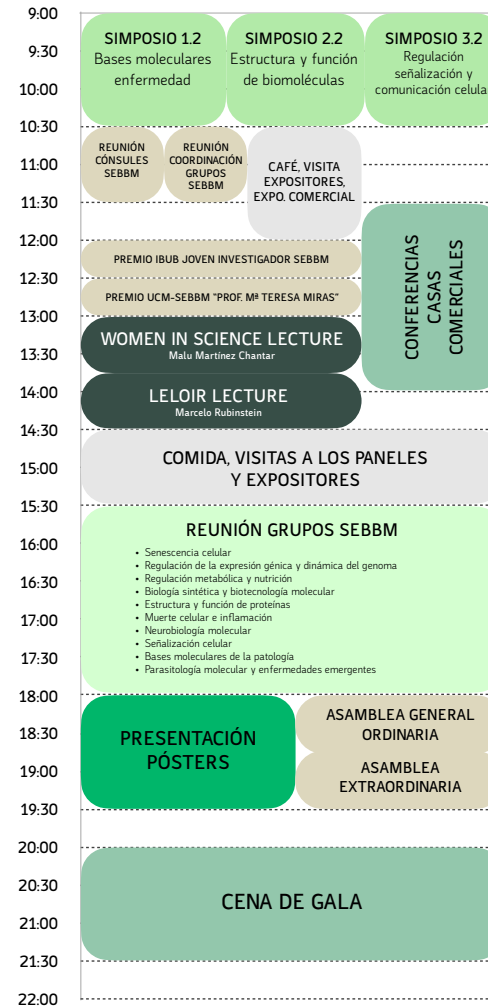 9:00
9:30
10:00
10:30
11:00
11:30
12:00
12:30
13:00
13:30
14:00
14:30
15:00
15:30
16:00
16:30
17:00
17:30
18:00
18:30
19:00
19:30
20:00
20:30
21:00
21:30
22:00
SIMPOSIO 1.2
Bases moleculares
enfermedad
SIMPOSIO 2.2
Estructura y función
de biomoléculas
SIMPOSIO 3.2
Regulación
señalización y
comunicación celula
REUNIÓN
CÓNSULES
SEBBM
REUNIÓN
COORDINACIÓN
GRUPOS
SEBBM
CAFÉ, VISITA
EXPOSITORES,
EXPO. COMERCIAL
CONFERENCIAS
CASAS
COMERCIALES
PREMIO IBUB JOVEN INVESTIGADOR SEBBM
PREMIO UCM-SEBBM "PROF. Mª TERESA MIRAS"
WOMEN IN SCIENCE LECTURE
Malu Martínez Chantar
LELOIR LECTURE
Marcelo Rubinstein
COMIDA, VISITAS A LOS PANELES
Y EXPOSITORES
REUNIÓN GRUPOS SEBBM
• Senescencia celular
• Regulación de la expresión génica y dinámica del genoma
• Regulación metabólica y nutrición
• Biología sintética y biotecnología molecular
• Estructura y función de proteínas
• Muerte celular e inflamación
• Neurobiología molecular
• Señalización celular
• Bases moleculares de la patología
• Parasitología molecular y enfermedades emergentes
PRESENTACIÓN
PÓSTERS
ASAMBLEA GENERAL
ORDINARIA
ASAMBLEA
EXTRAORDINARIA
CENA DE GALA